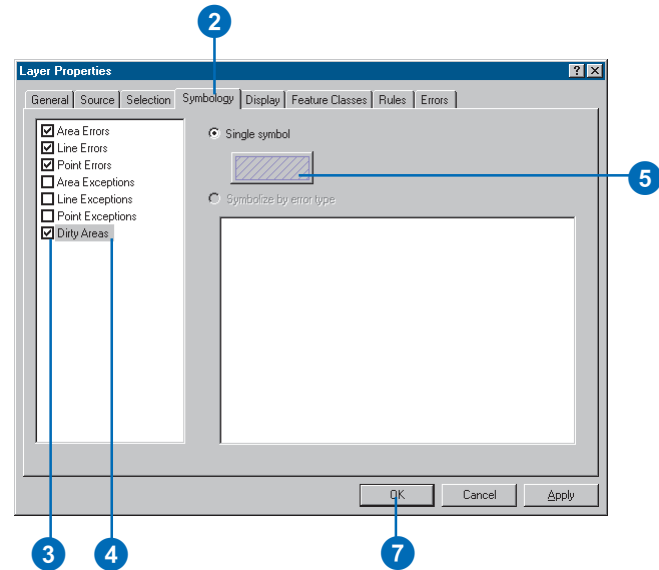 2
Layer Properties
General Source Selection Symbology Display Feature Classes Rules Errors
Area Errors
Line Errors
Point Errors
Area Exceptions
Line Exceptions
Point Exceptions
Dirty Areas
Single symbol
5
Symbolize by error type
OK Cancel Apply
3 4 7